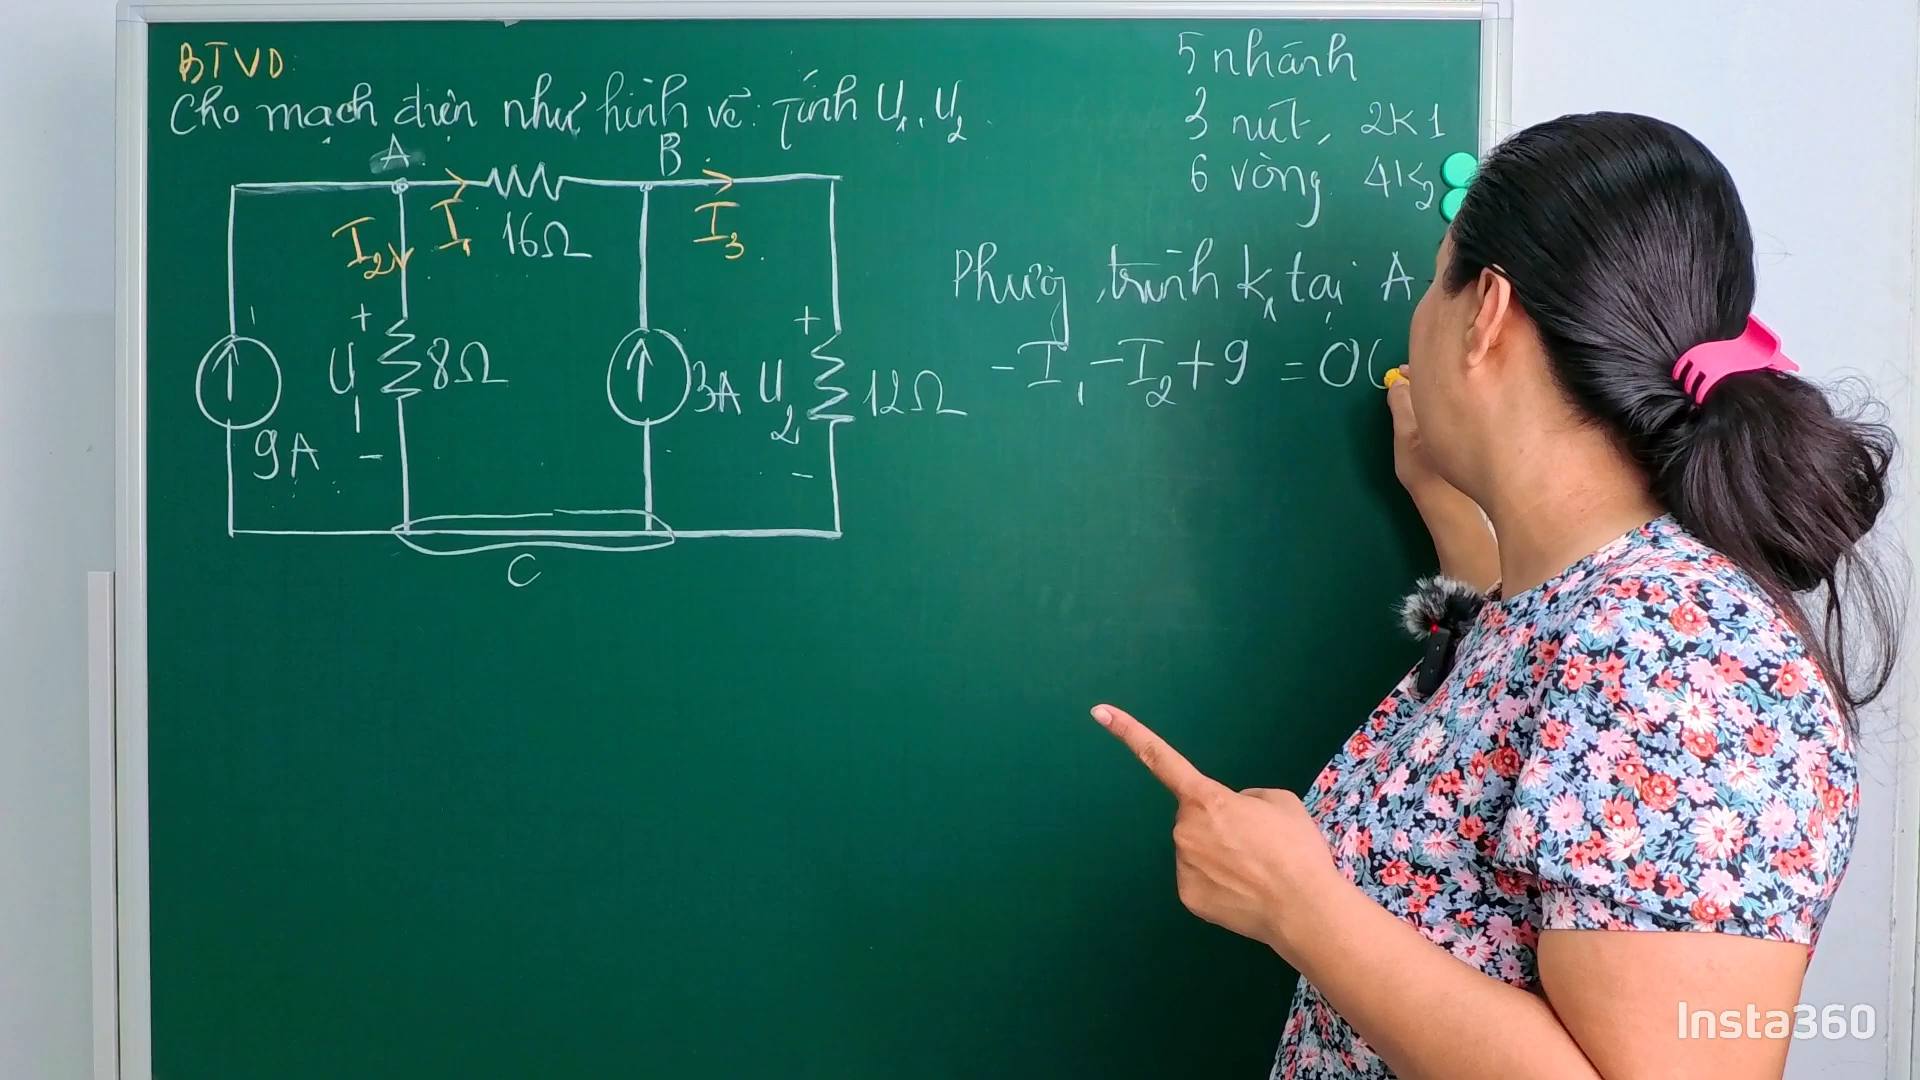 BTVD:
Cho mạch điện như hình vẽ: Tính U₁, U₂
5 nhánh
3 nút, 2K1
6 vòng 4K2
A
B
I₂
I₁
16Ω
I₃
Phương trình k₁ tại A
-I₁ -I₂ + 9 = 0 (
+
U₁
8Ω
-
9A
3A
+
U₂
12Ω
-
C
Insta360